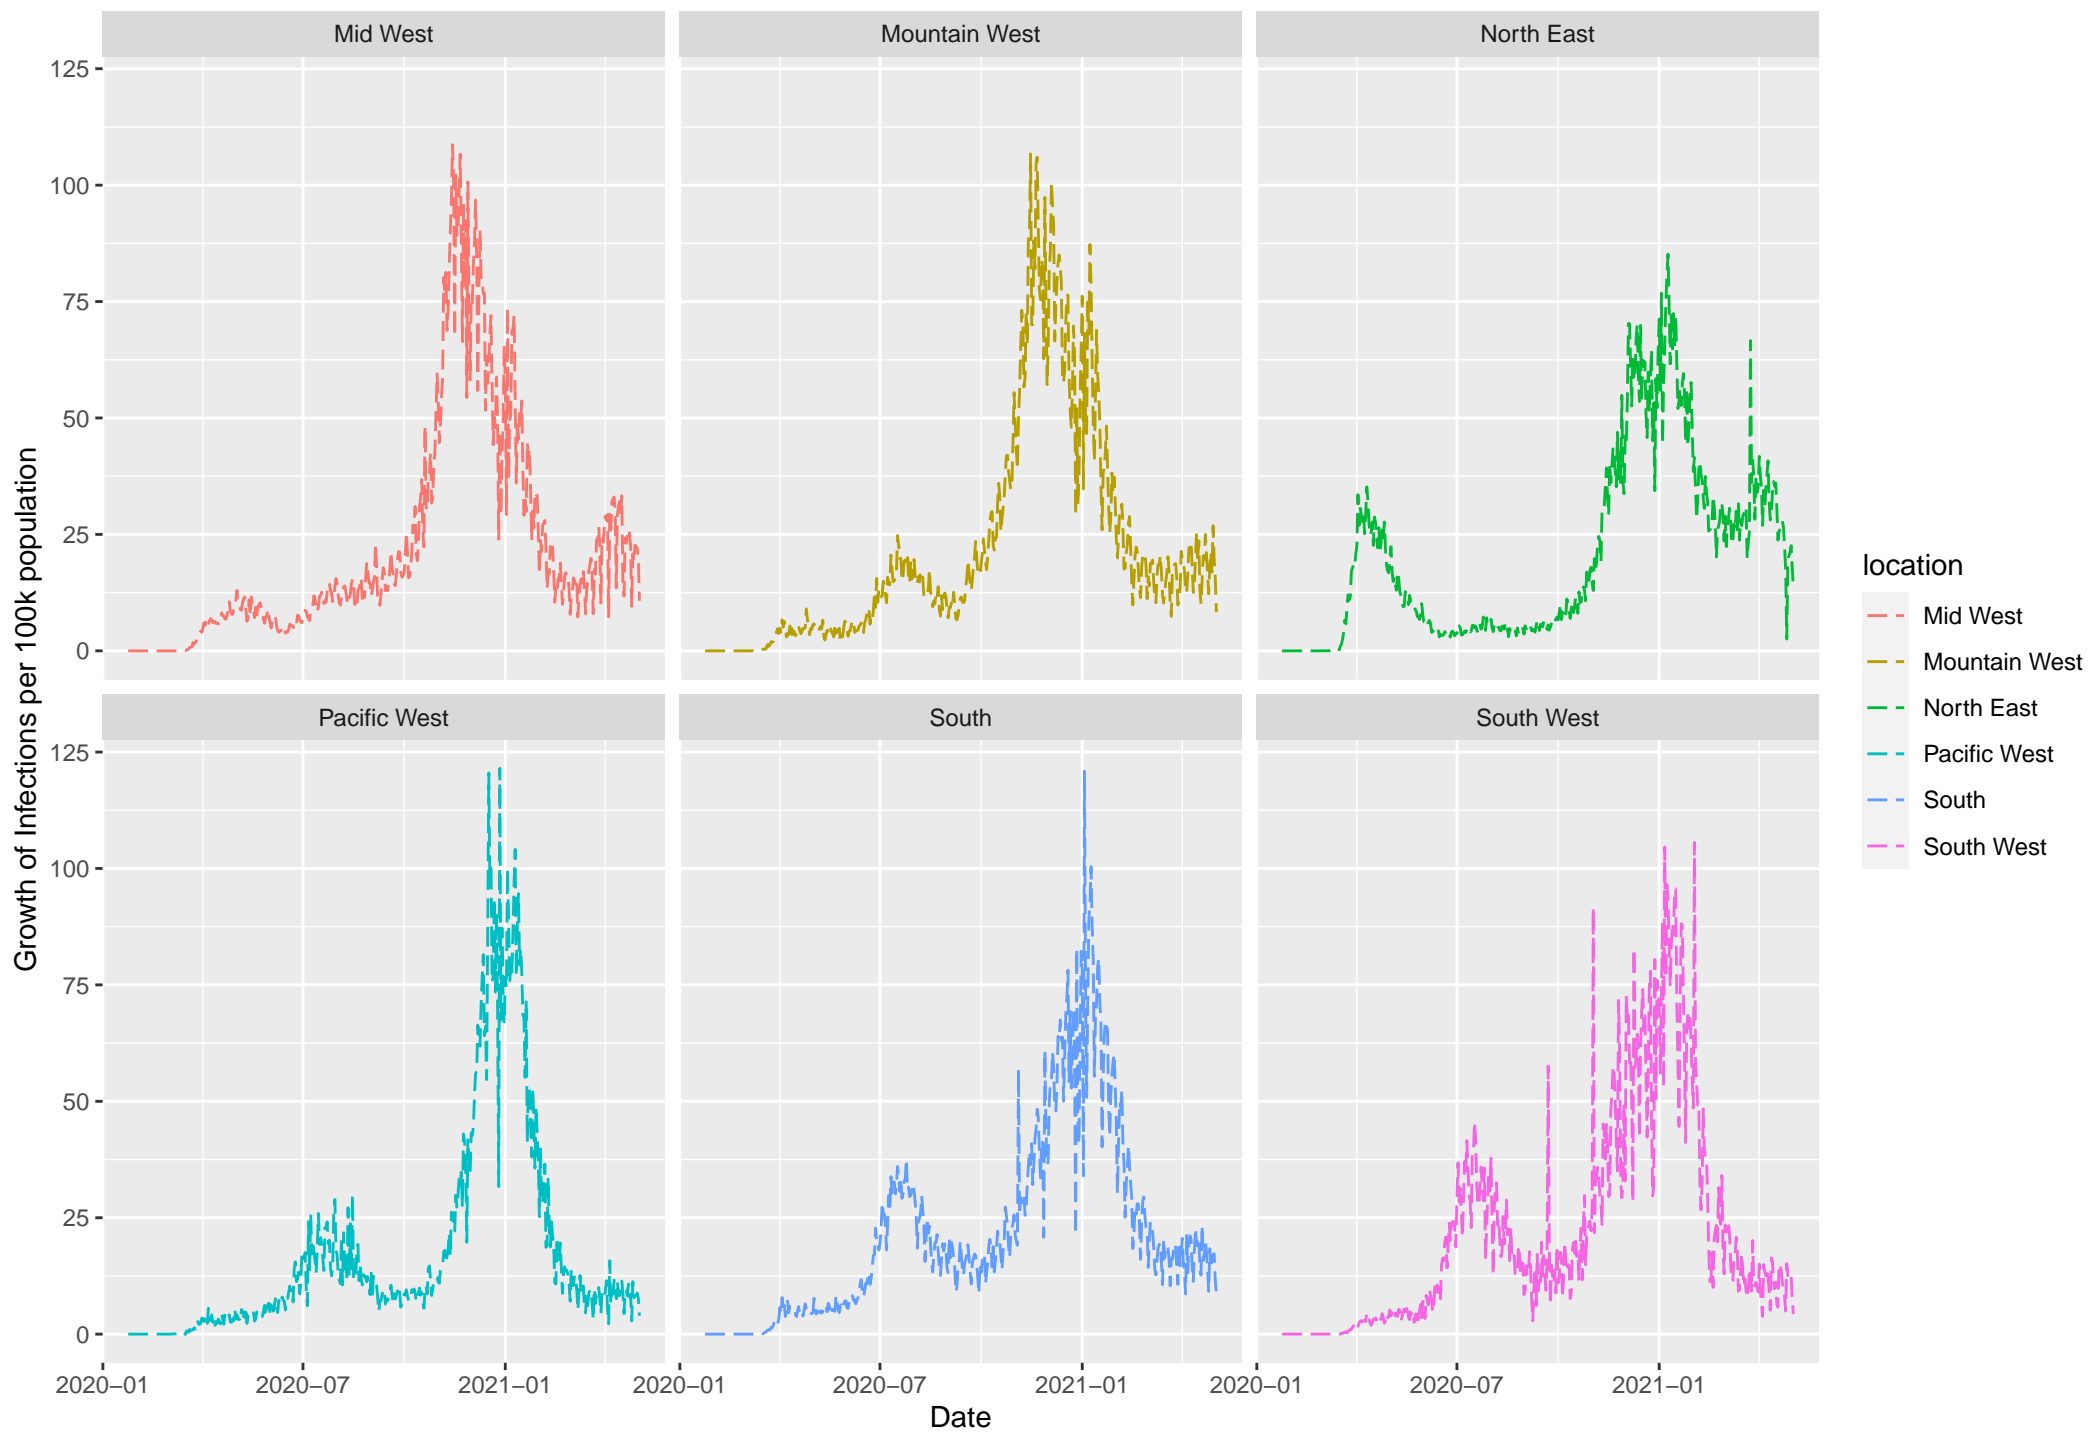 Mid West
Mountain West
North East
125
100
75
50
25
0
Pacific West
South
South West
125
100
75
50
25
0
2020−01
2020−07
2021−01
2020−01
2020−07
2021−01
2020−01
2020−07
2021−01
Date
Growth of Infections per 100k population
location
Mid West
Mountain West
North East
Pacific West
South
South West